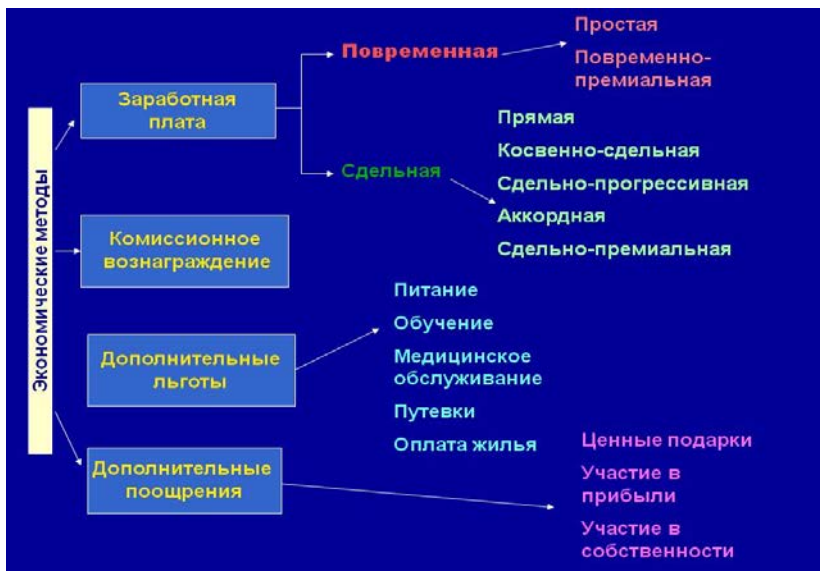 Экономические методы
Заработная
плата
Повременная
Простая
Повременно-
премиальная
Сдельная
Прямая
Косвенно-сдельная
Сдельно-прогрессивная
Аккордная
Сдельно-премиальная
Комиссионное
вознаграждение
Дополнительные
льготы
Питание
Обучение
Медицинское
обслуживание
Путевки
Оплата жилья
Дополнительные
поощрения
Ценные подарки
Участие в
прибыли
Участие в
собственности